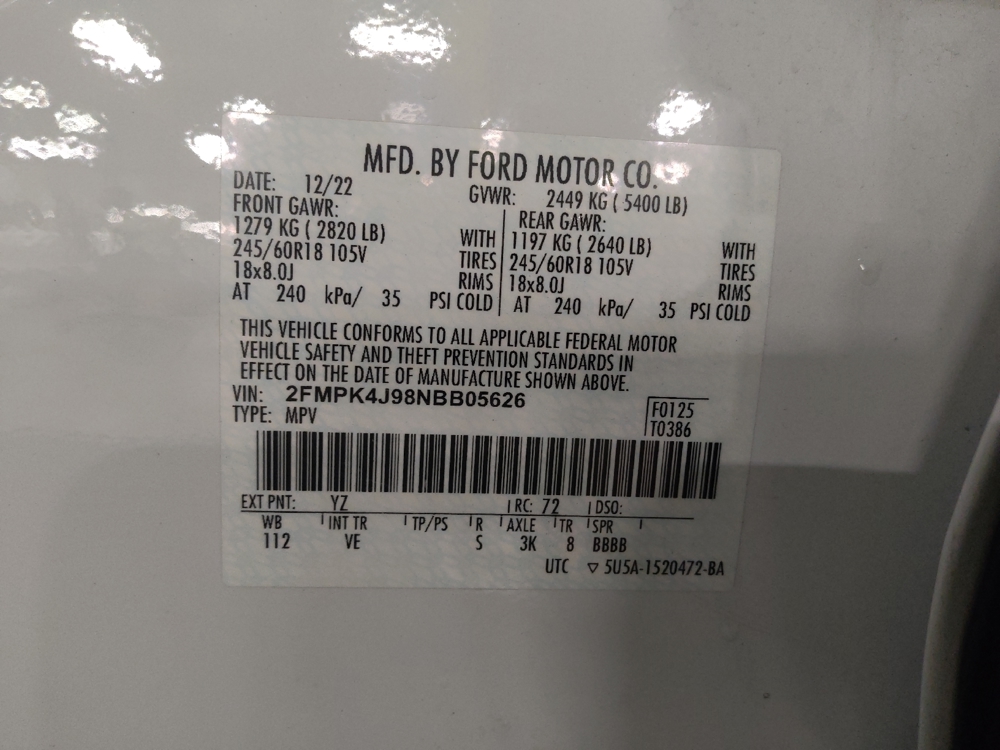 MFD. BY FORD MOTOR CO.
DATE: 12/22 GVWR: 2449 KG ( 5400 LB)
FRONT GAWR: REAR GAWR:
1279 KG ( 2820 LB) WITH 1197 KG ( 2640 LB) WITH
245/60R18 105V TIRES 245/60R18 105V TIRES
18x8.0J RIMS 18x8.0J RIMS
AT 240 kPa/ 35 PSI COLD AT 240 kPa/ 35 PSI COLD
THIS VEHICLE CONFORMS TO ALL APPLICABLE FEDERAL MOTOR
VEHICLE SAFETY AND THEFT PREVENTION STANDARDS IN
EFFECT ON THE DATE OF MANUFACTURE SHOWN ABOVE.
VIN: 2FMPK4J98NBB05626
TYPE: MPV
F0125
T0386
EXT PNT: YZ RC: 72 DSO:
WB INT TR TP/PS R AXLE TR SPR
112 VE S 3K 8 BBBB
UTC ▽ 5U5A-1520472-BA